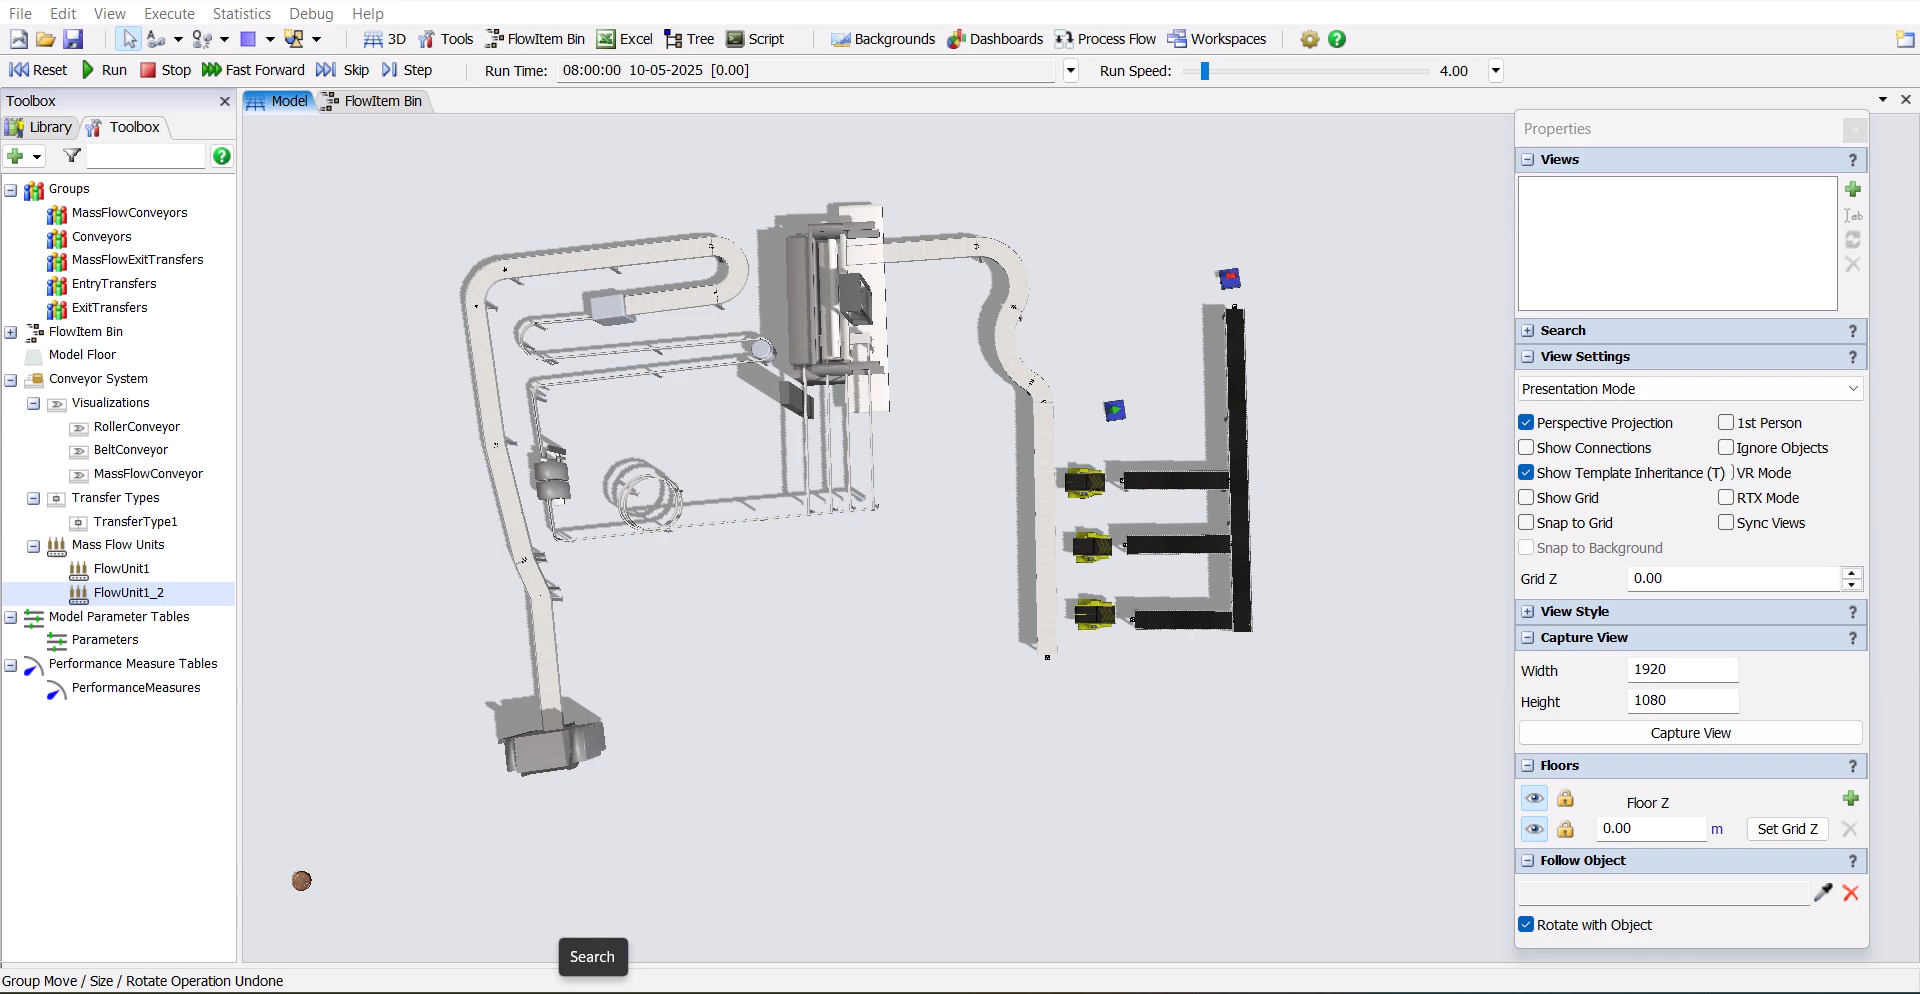 File Edit View Execute Statistics Debug Help
3D Tools FlowItem Bin Excel Tree Script Backgrounds Dashboards Process Flow Workspaces
Reset Run Stop Fast Forward Skip Step Run Time: 08:00:00 10-05-2025 [0.00] Run Speed: 4.00
Toolbox
Model FlowItem Bin
Library Toolbox
Groups
MassFlowConveyors
Conveyors
MassFlowExitTransfers
EntryTransfers
ExitTransfers
FlowItem Bin
Model Floor
Conveyor System
Visualizations
RollerConveyor
BeltConveyor
MassFlowConveyor
Transfer Types
TransferType1
Mass Flow Units
FlowUnit1
FlowUnit1_2
Model Parameter Tables
Parameters
Performance Measure Tables
PerformanceMeasures
Properties
Views
Search
View Settings
Presentation Mode
Perspective Projection 1st Person
Show Connections Ignore Objects
Show Template Inheritance (T) VR Mode
Show Grid RTX Mode
Snap to Grid Sync Views
Snap to Background
Grid Z 0.00
View Style
Capture View
Width 1920
Height 1080
Capture View
Floors
Floor Z
0.00 m Set Grid Z
Follow Object
Rotate with Object
Search
Group Move / Size / Rotate Operation Undone